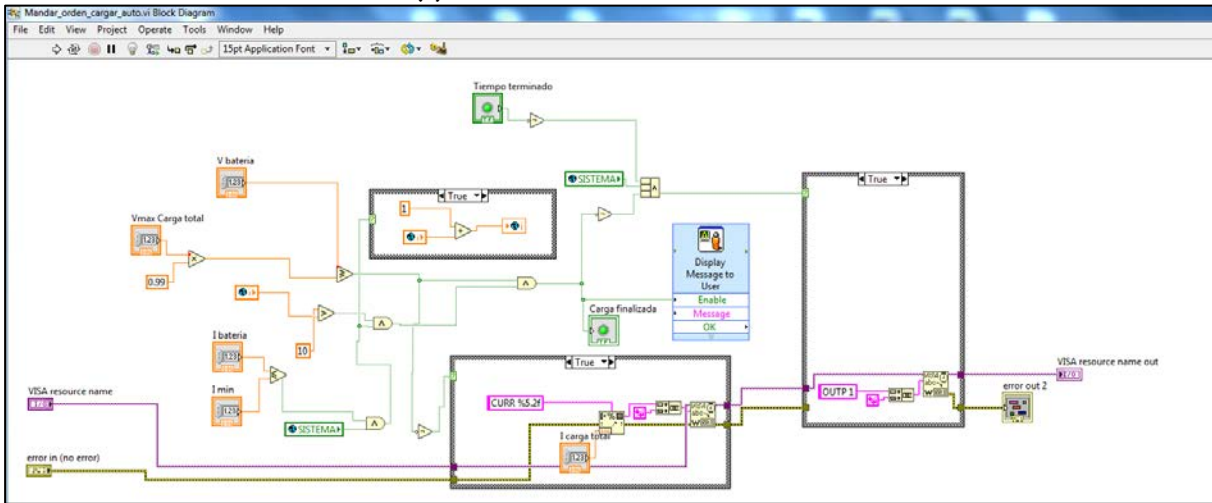 Mandar_orden_cargar_auto.vi Block Diagram
File Edit View Project Operate Tools Window Help
15pt Application Font
Tiempo terminado
V bateria
SISTEMA
True
1
Vmax Carga total
0.99
Display
Message to
User
Enable
Message
OK
Carga finalizada
10
I bateria
I min
SISTEMA
VISA resource name
error in (no error)
True
CURR %5.2f
I carga total
True
OUTP 1
VISA resource name out
error out 2